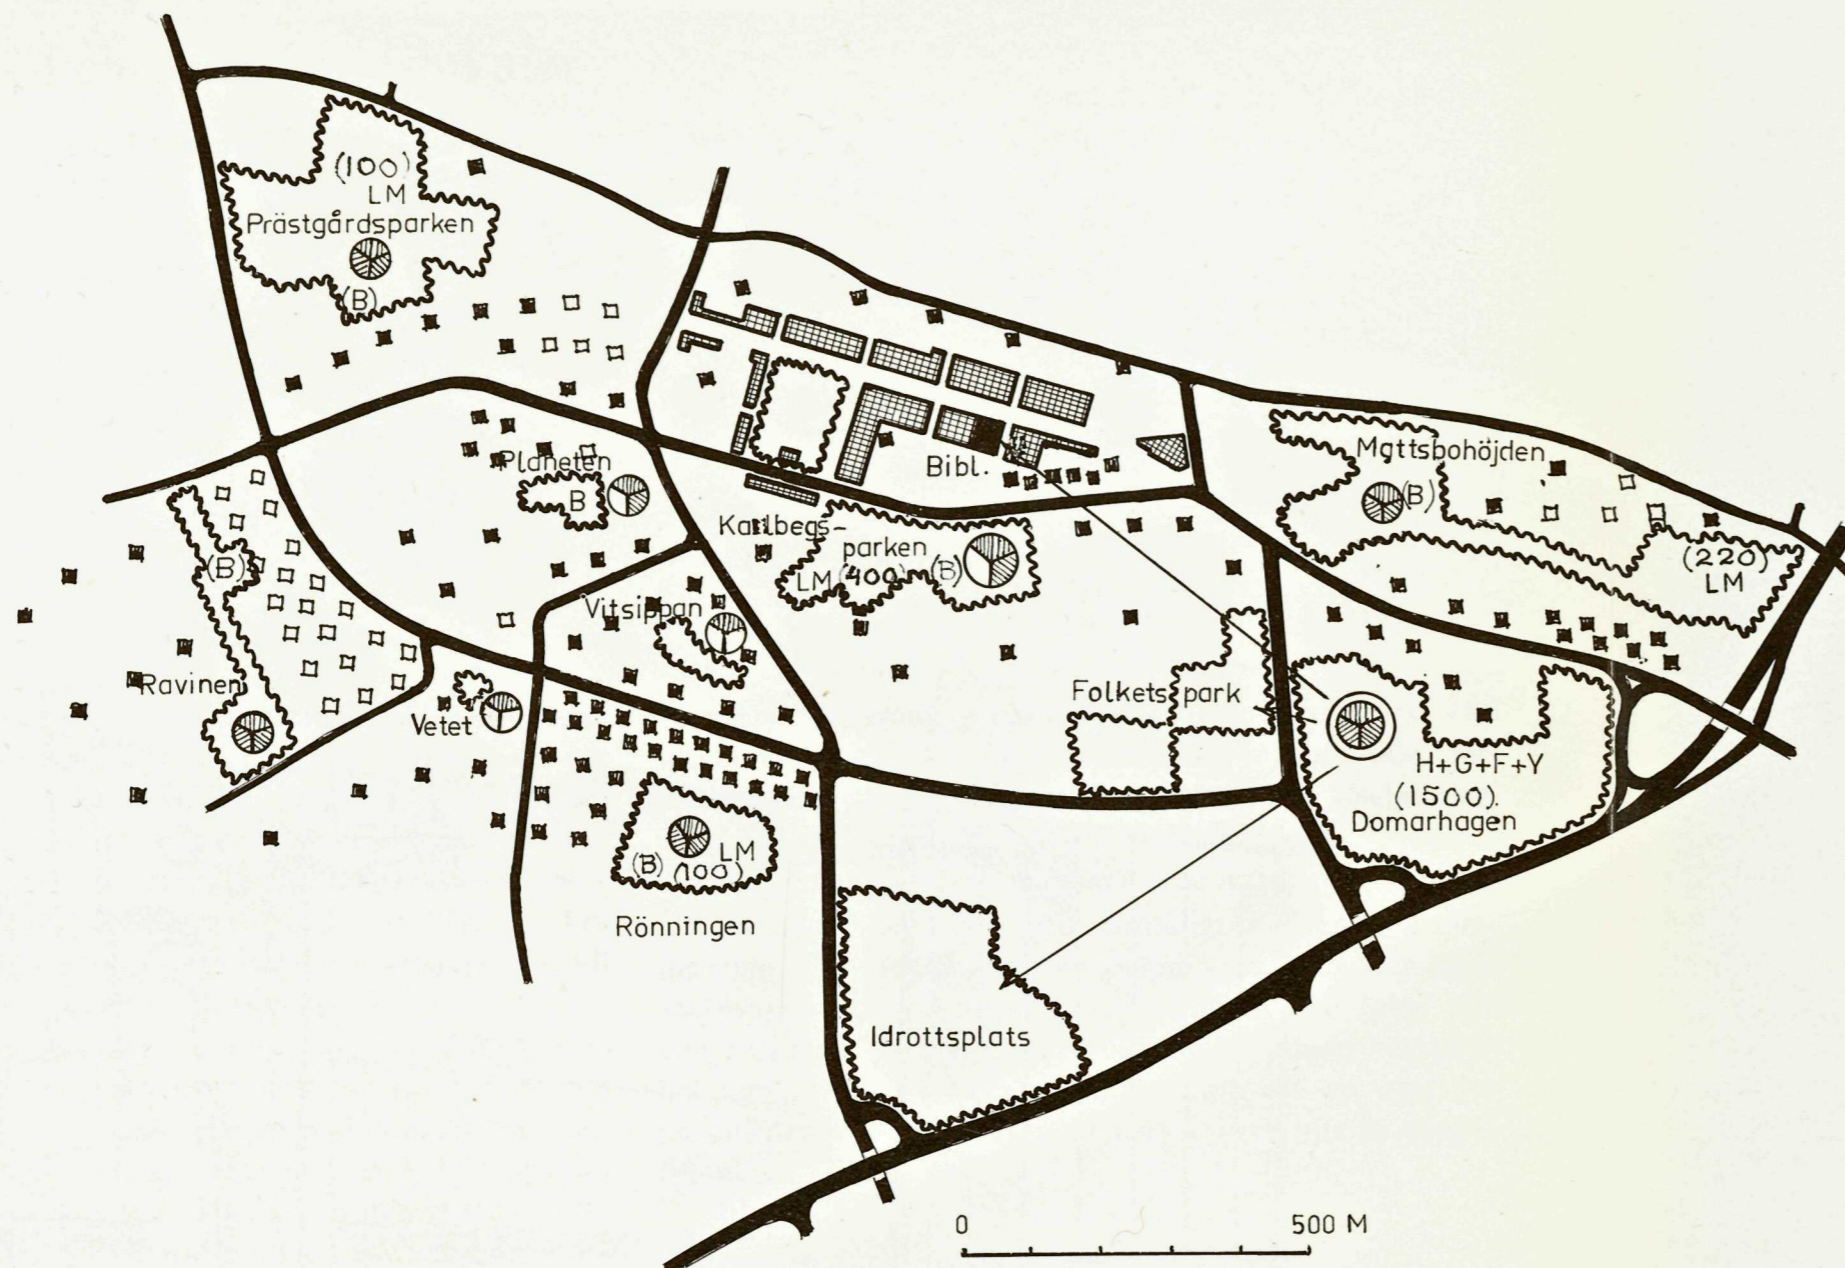 (100)
LM
Prästgårdsparken
(B)
Planeten
B
Bibl.
Mattsbohöjden
(B)
(220)
LM
Karlbegs-
parken
LM (400) (B)
(B)
Vitsippan
Ravinen
Vetet
Folkets park
H+G+F+Y
(1500).
Domarhagen
LM
(B) (100)
Rönningen
Idrottsplats
0 500 M